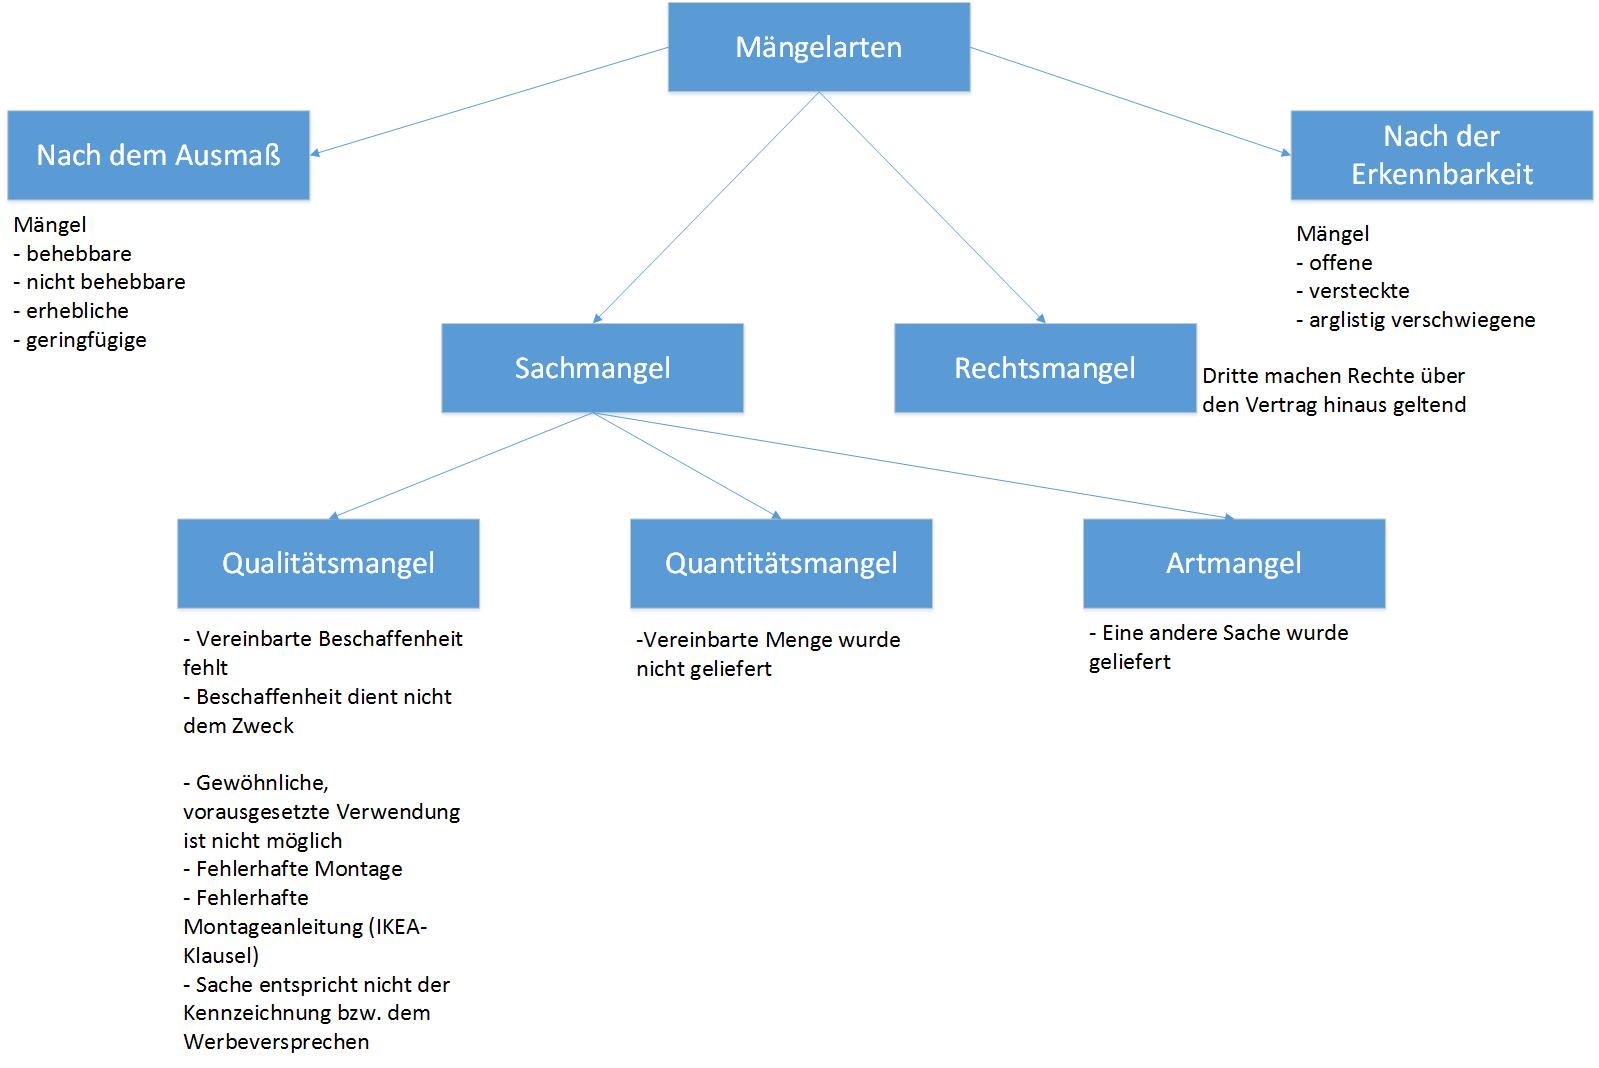 Mängelarten
Nach dem Ausmaß
Mängel
- behebbare
- nicht behebbare
- erhebliche
- geringfügige
Nach der
Erkennbarkeit
Mängel
- offene
- versteckte
- arglistig verschwiegene
Sachmangel
Rechtsmangel
Dritte machen Rechte über
den Vertrag hinaus geltend
Qualitätsmangel
- Vereinbarte Beschaffenheit
fehlt
- Beschaffenheit dient nicht
dem Zweck
- Gewöhnliche,
vorausgesetzte Verwendung
ist nicht möglich
- Fehlerhafte Montage
- Fehlerhafte
Montageanleitung (IKEA-
Klausel)
- Sache entspricht nicht der
Kennzeichnung bzw. dem
Werbeversprechen
Quantitätsmangel
-Vereinbarte Menge wurde
nicht geliefert
Artmangel
- Eine andere Sache wurde
geliefert